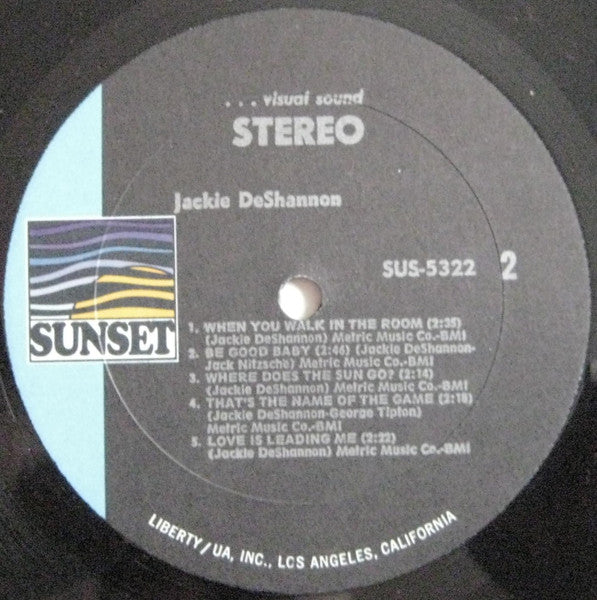 . . . visual sound
STEREO
Jackie DeShannon
SUS-5322 2
SUNSET
1. WHEN YOU WALK IN THE ROOM (2:35)
(Jackie DeShannon) Metric Music Co.-BMI
2. BE GOOD BABY (2:46) (Jackie DeShannon-
Jack Nitzsche) Metric Music Co.-BMI
3. WHERE DOES THE SUN GO? (2:14)
(Jackie DeShannon) Metric Music Co.-BMI
4. THAT'S THE NAME OF THE GAME (2:18)
(Jackie DeShannon-George Tipton)
Metric Music Co.-BMI
5. LOVE IS LEADING ME (2:22)
(Jackie DeShannon) Metric Music Co.-BMI
LIBERTY/UA, INC., LOS ANGELES, CALIFORNIA